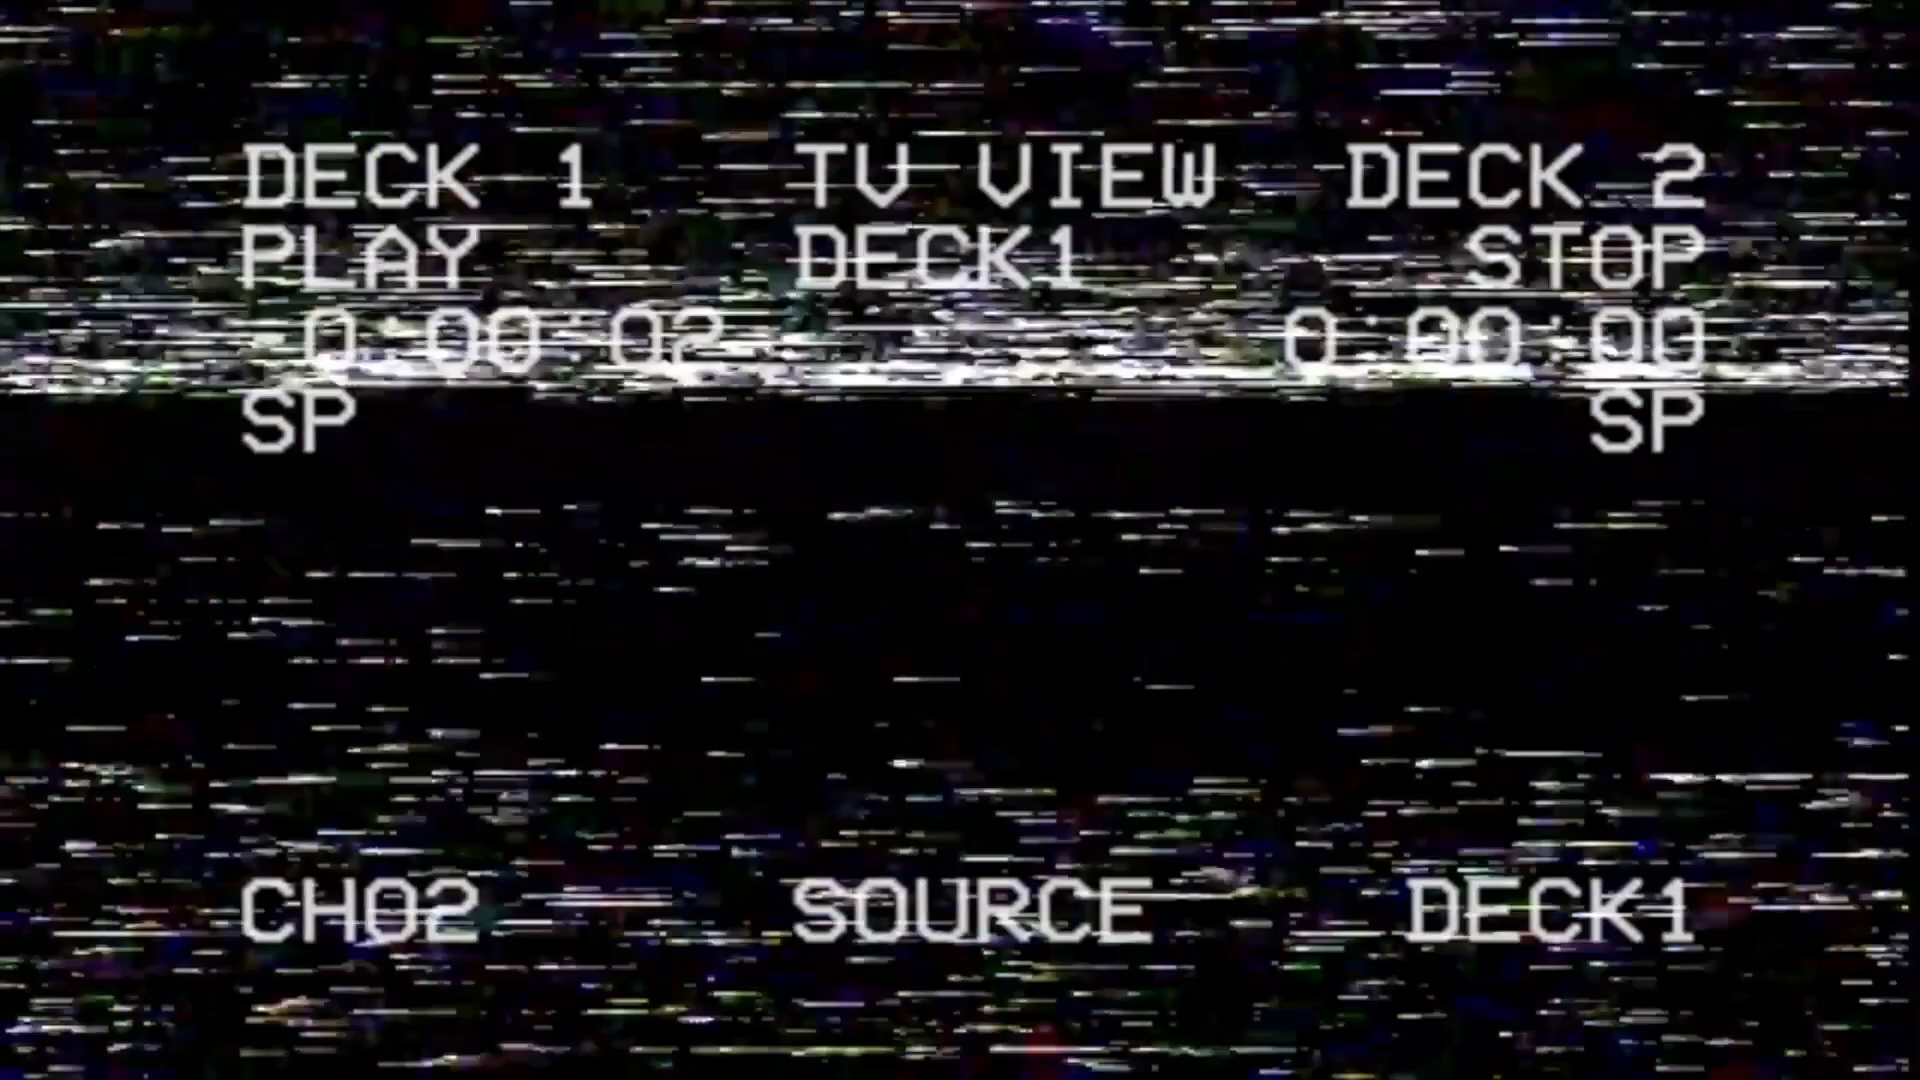 DECK 1 TV VIEW DECK 2
PLAY DECK1 STOP
0:00:02 0:00:00
SP SP
CH02 SOURCE DECK1